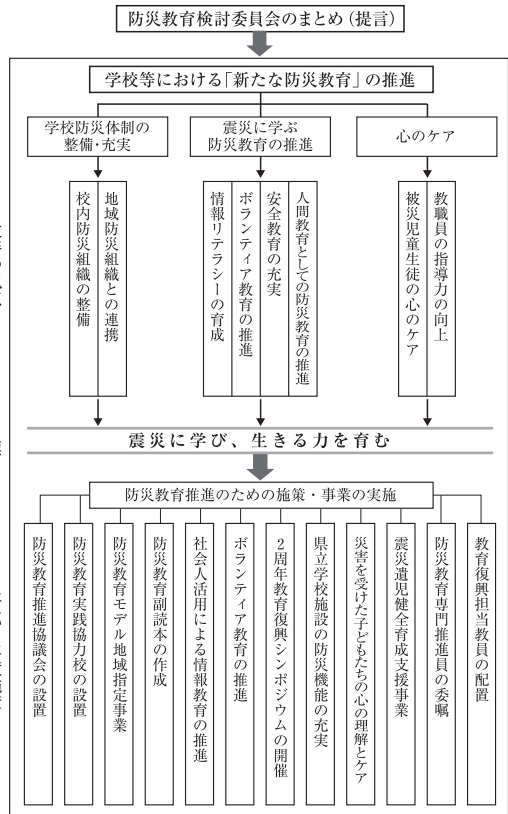 防災教育検討委員会のまとめ（提言）
学校等における「新たな防災教育」の推進
学校防災体制の
整備・充実
震災に学ぶ
防災教育の推進
心のケア
地域防災組織との連携
校内防災組織の整備
人間教育としての防災教育の推進
安全教育の充実
ボランティア教育の推進
情報リテラシーの育成
教職員の指導力の向上
被災児童生徒の心のケア
震災に学び、生きる力を育む
防災教育推進のための施策・事業の実施
教育復興担当教員の配置
防災教育専門推進員の委嘱
震災遺児健全育成支援事業
災害を受けた子どもたちの心の理解とケア
県立学校施設の防災機能の充実
2周年教育復興シンポジウムの開催
ボランティア教育の推進
社会人活用による情報教育の推進
防災教育副読本の作成
防災教育モデル地域指定事業
防災教育実践協力校の設置
防災教育推進協議会の設置